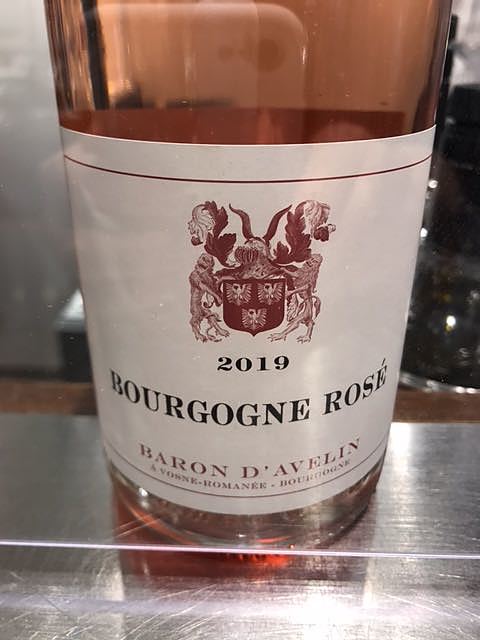 2019
BOURGOGNE ROSÉ
BARON D'AVELIN
À VOSNE-ROMANÉE - BOURGOGNE